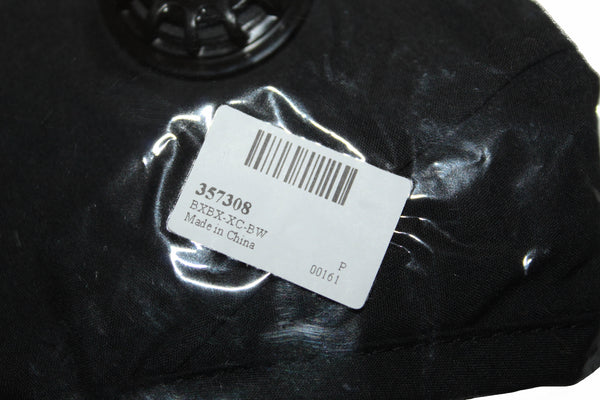 357308
BXBX-XC-BW
Made in China
P
00161